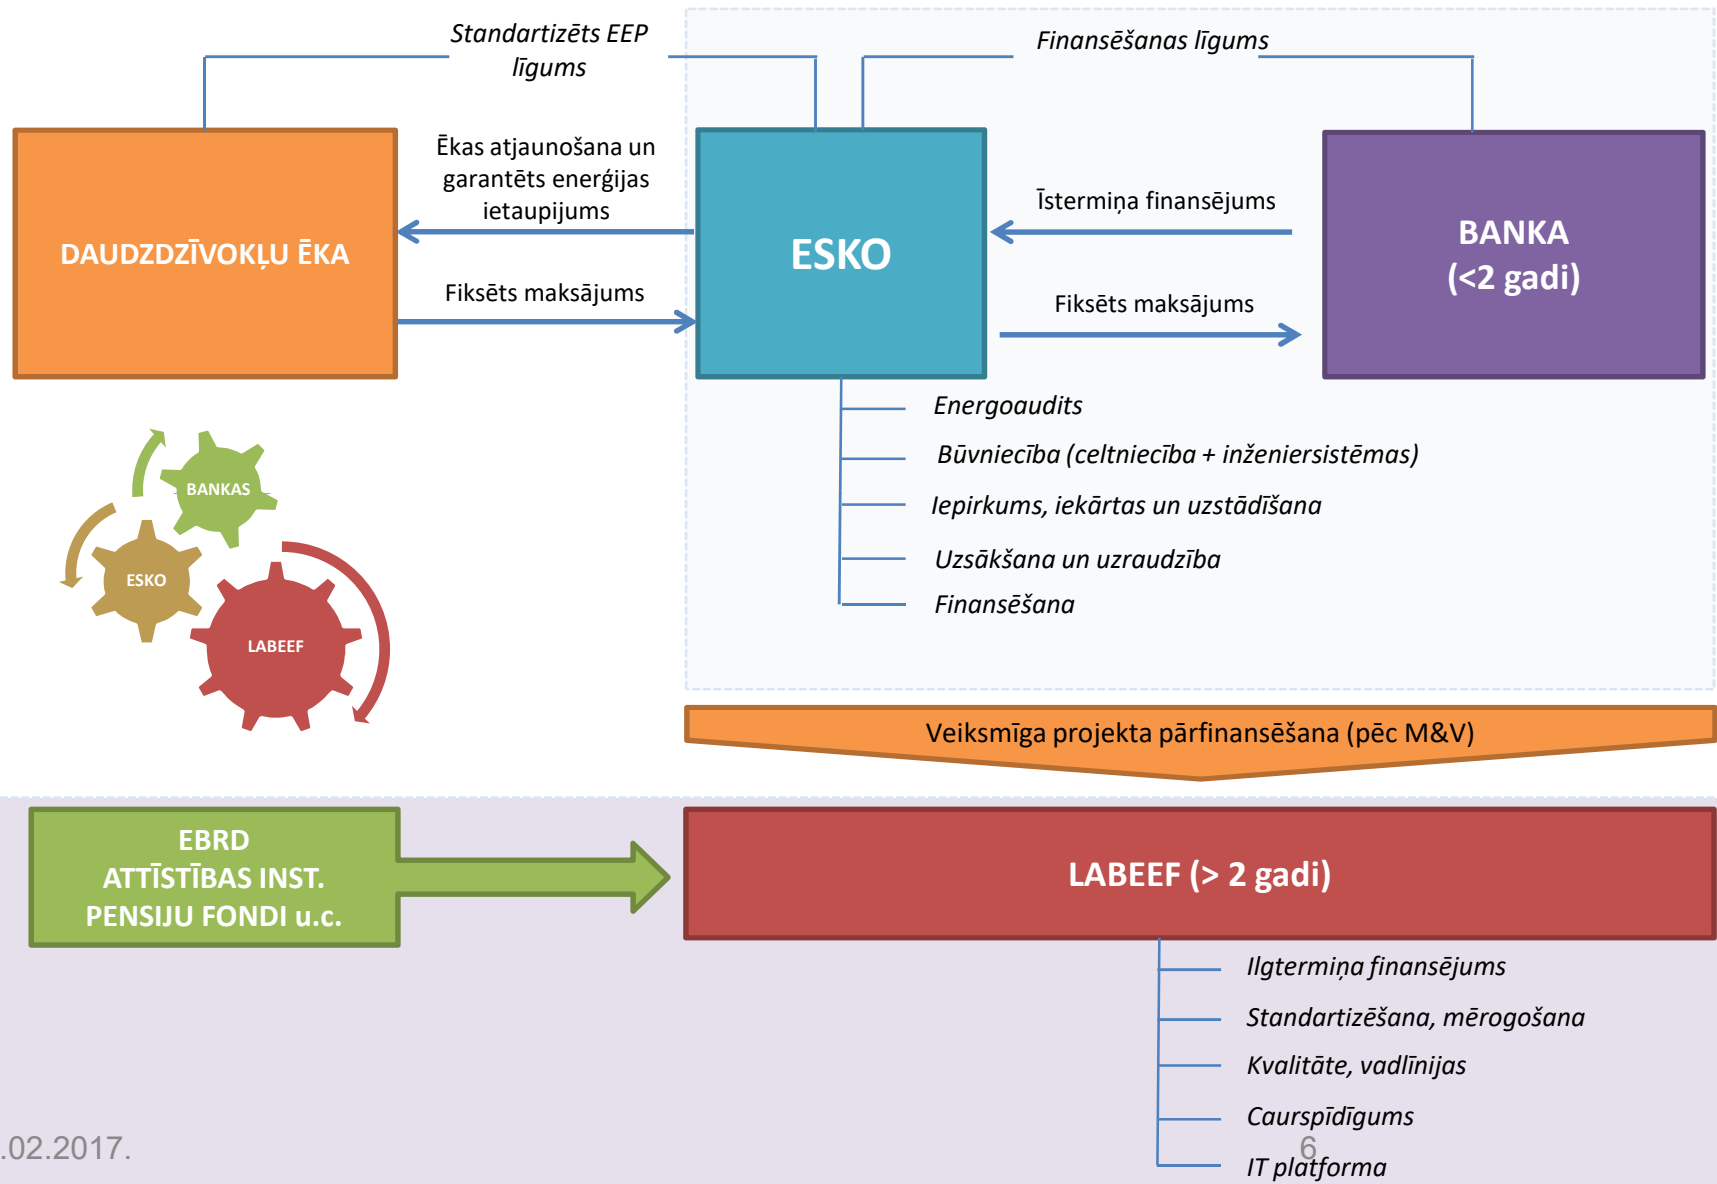 Standartizēts EEP
līgums
Finansēšanas līgums
DAUDZDZĪVOKĻU ĒKA
Ēkas atjaunošana un
garantēts enerģijas
ietaupijums
Fiksēts maksājums
ESKO
Īstermiņa finansējums
Fiksēts maksājums
BANKA
(<2 gadi)
Energoaudits
Būvniecība (celtniecība + inženiersistēmas)
Iepirkums, iekārtas un uzstādīšana
Uzsākšana un uzraudzība
Finansēšana
BANKAS
ESKO
LABEEF
Veiksmīga projekta pārfinansēšana (pēc M&V)
EBRD
ATTĪSTĪBAS INST.
PENSIJU FONDI u.c.
LABEEF (> 2 gadi)
Ilgtermiņa finansējums
Standartizēšana, mērogošana
Kvalitāte, vadlīnijas
Caurspīdīgums
IT platforma
.02.2017.
6